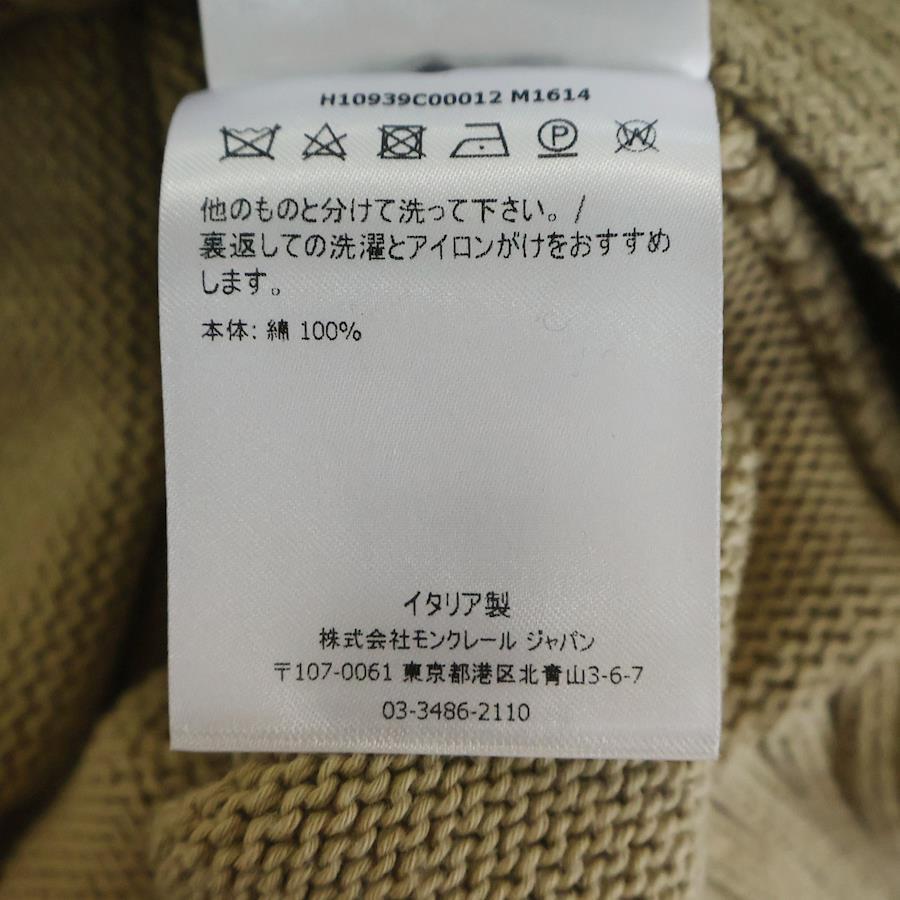 H10939C00012 M1614
P
W
他のものと分けて洗って下さい。/
裏返しての洗濯とアイロンがけをおすすめ
します。
本体: 綿 100%
イタリア製
株式会社モンクレール ジャパン
〒107-0061 東京都港区北青山3-6-7
03-3486-2110